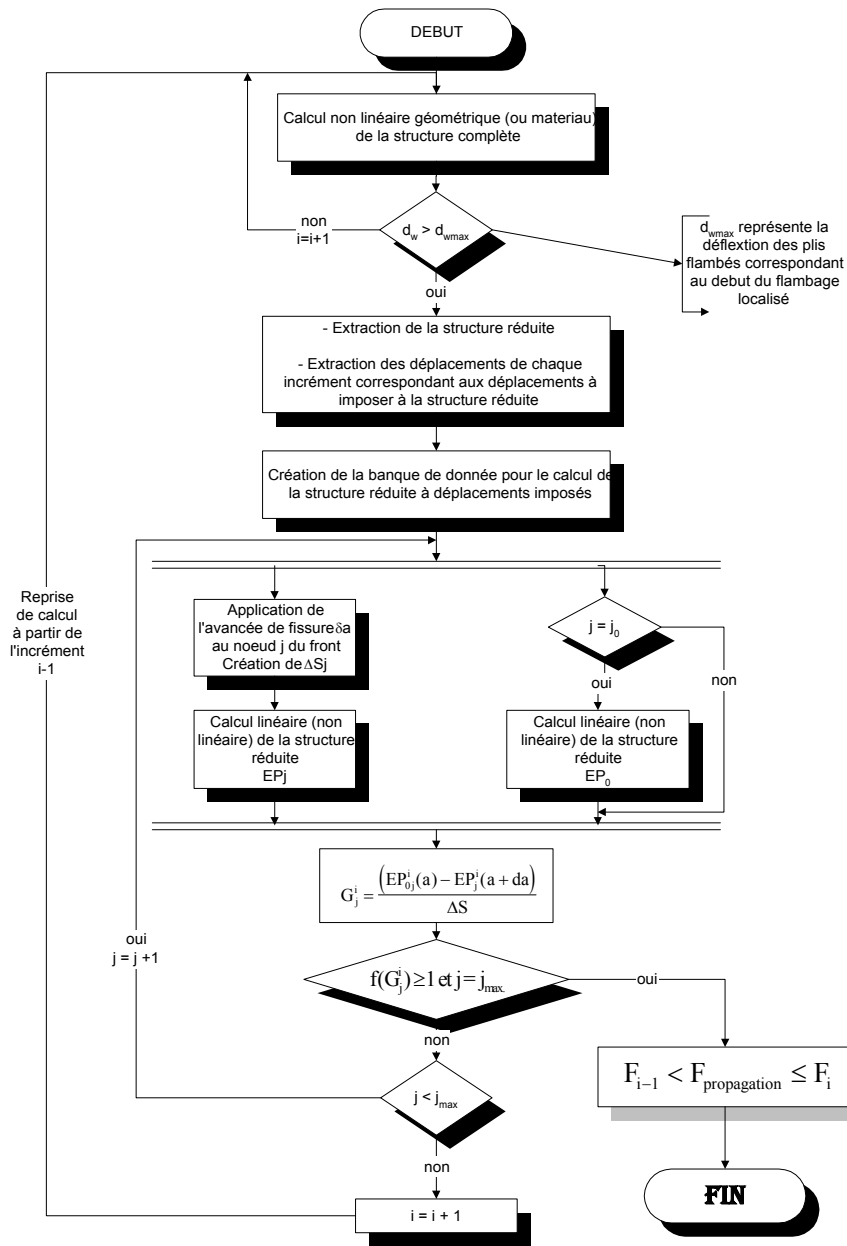 DEBUT
Calcul non linéaire géométrique (ou materiau)
de la structure complète
non
i=i+1
d_w > d_wmax
d_wmax représente la
déflextion des plis
flambés correspondant
au debut du flambage
localisé
oui
- Extraction de la structure réduite
- Extraction des déplacements de chaque
incrément correspondant aux déplacements à
imposer à la structure réduite
Création de la banque de donnée pour le calcul de
la structure réduite à déplacements imposés
Reprise
de calcul
à partir de
l'incrément
i-1
Application de
l'avancée de fissure δa
au noeud j du front
Création de ΔSj
j = j_0
oui
non
Calcul linéaire (non
linéaire) de la structure
réduite
EPj
Calcul linéaire (non
linéaire) de la structure
réduite
EP_0
G_j^i = (EP_0j^i(a) − EP_j^i(a + da)) / ΔS
oui
j = j +1
f(G_j^i) ≥ 1 et j = j_max.
oui
non
F_i−1 < F_propagation ≤ F_i
j < j_max
non
FIN
i = i + 1